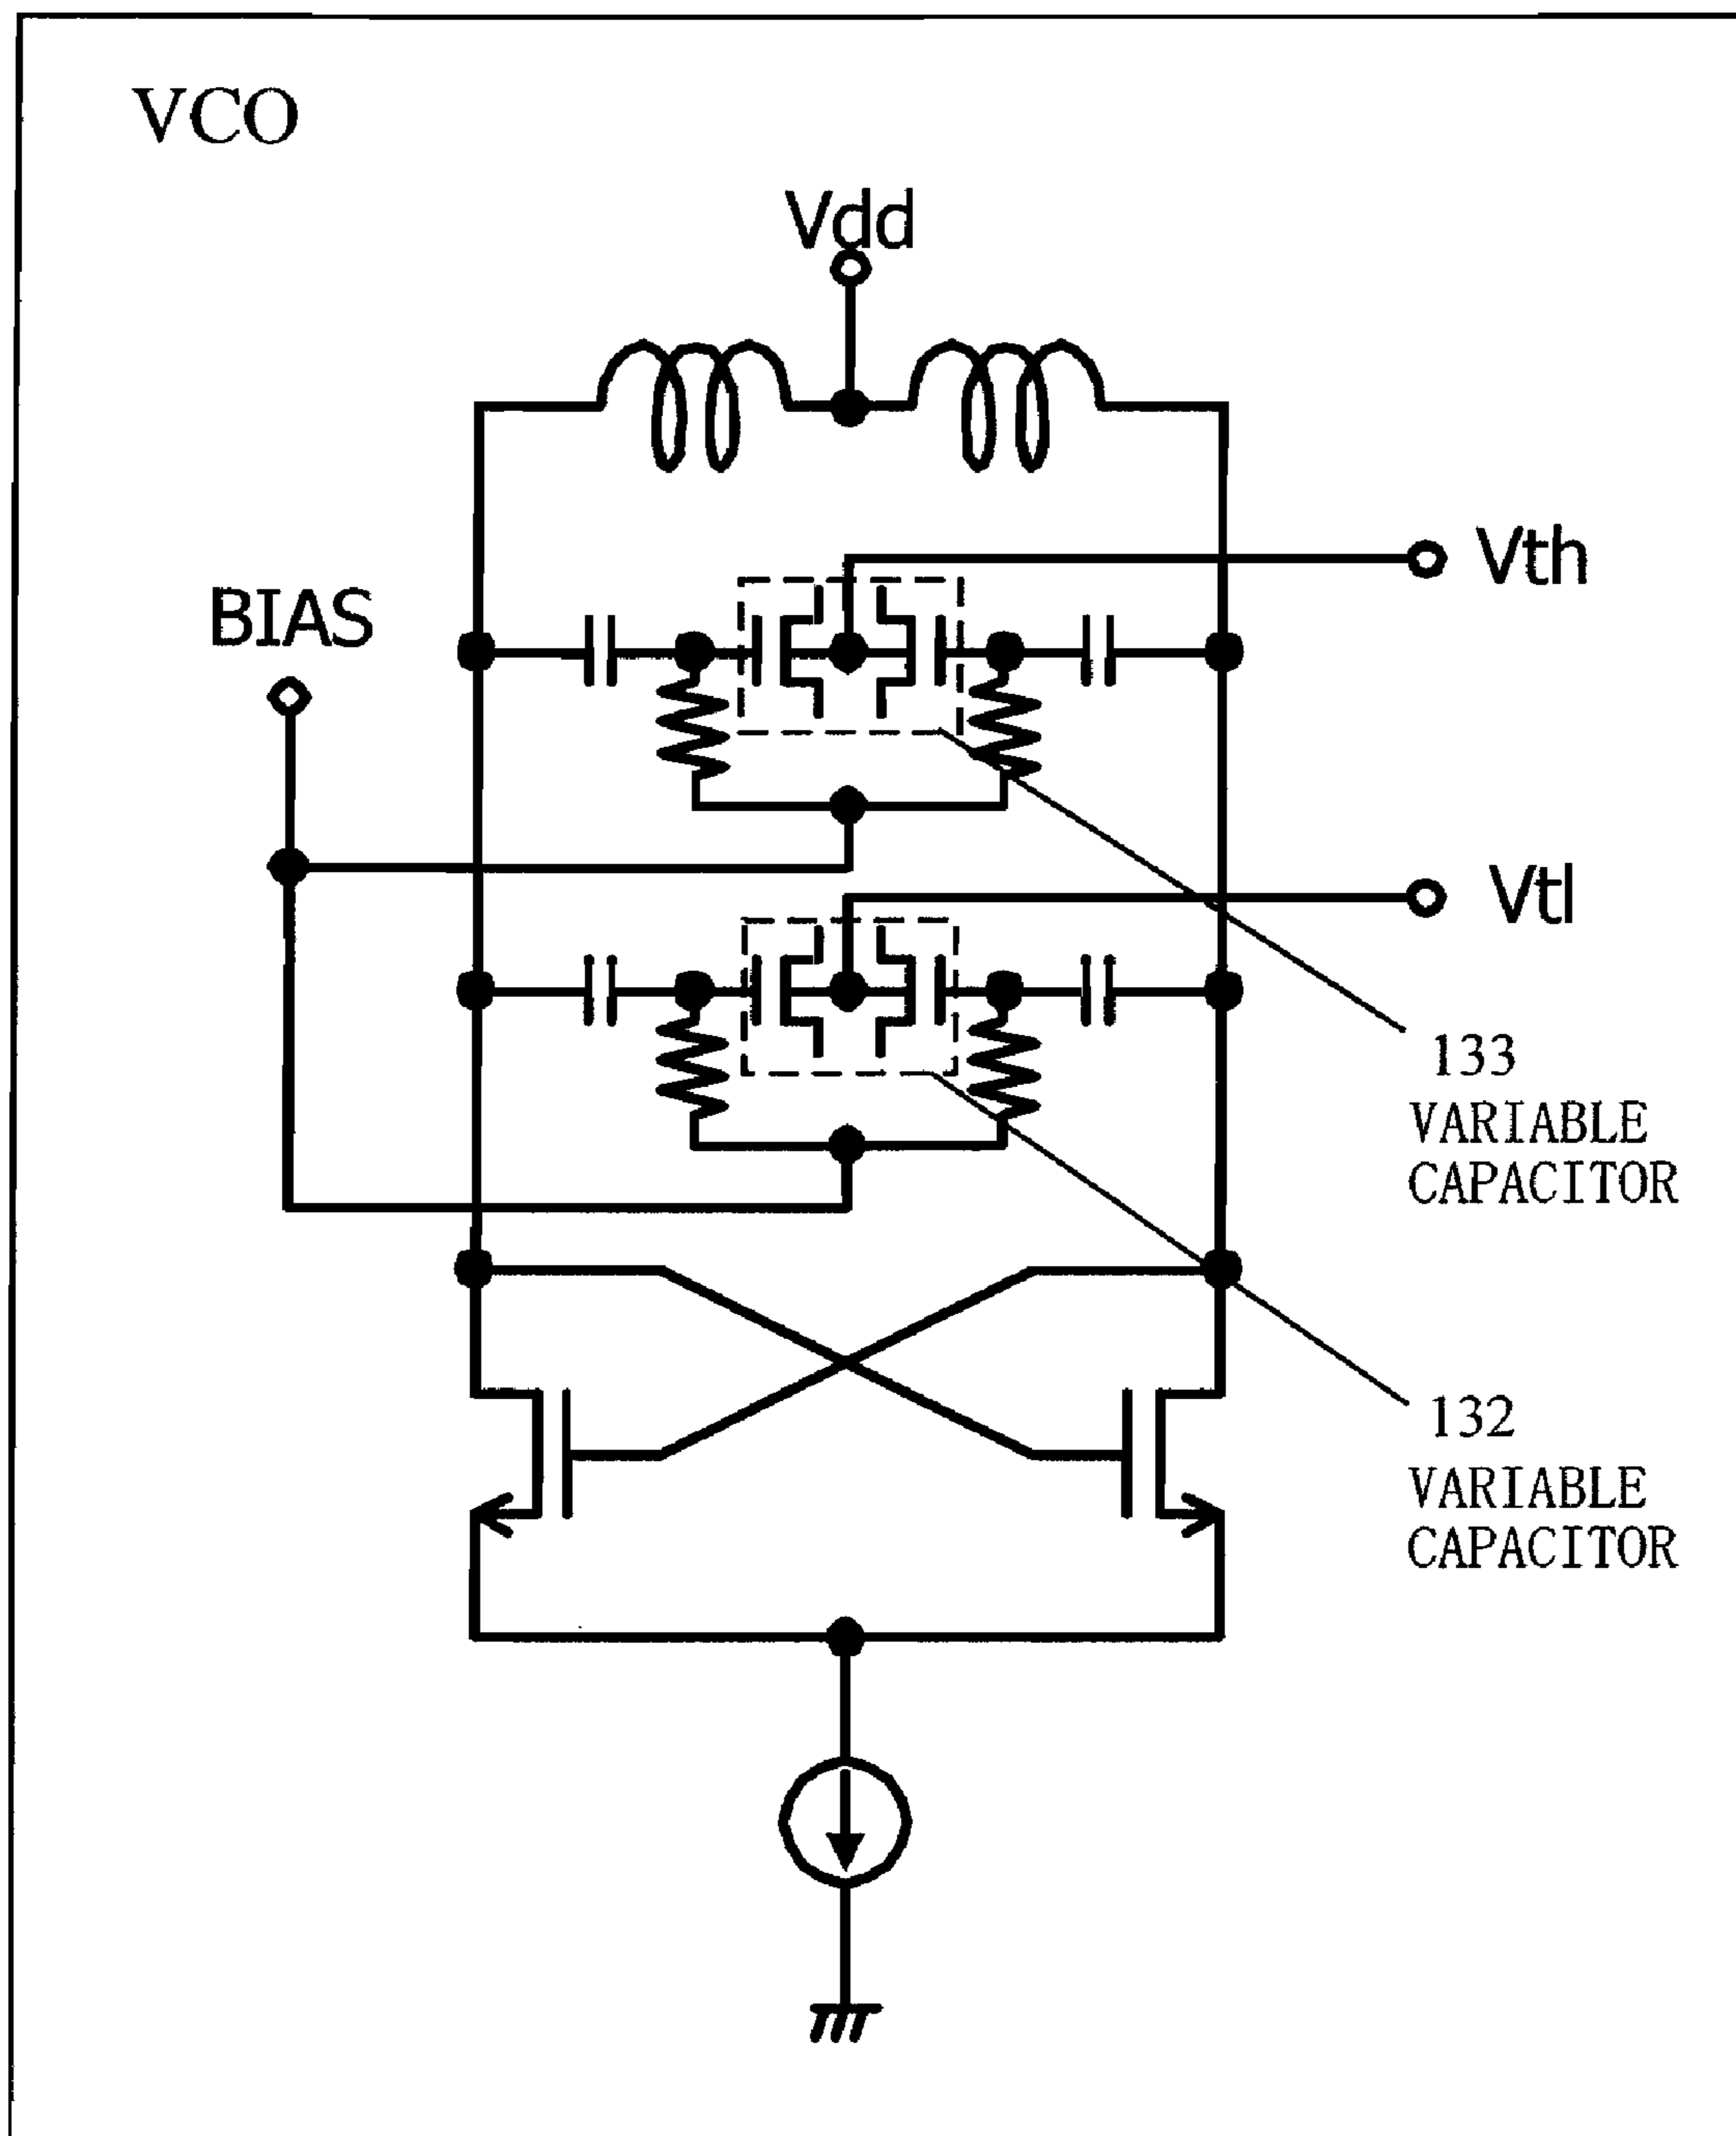 VCO
Vdd
Vth
BIAS
Vtl
133
VARIABLE
CAPACITOR
132
VARIABLE
CAPACITOR